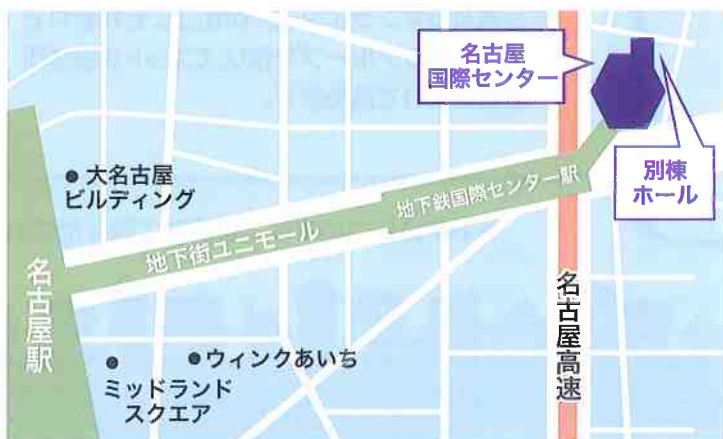 名古屋
国際センター
別棟
ホール
● 大名古屋
ビルディング
地下鉄国際センター駅
地下街ユニモール
名古屋駅
名古屋高速
●ウィンクあいち
●
ミッドランド
スクエア